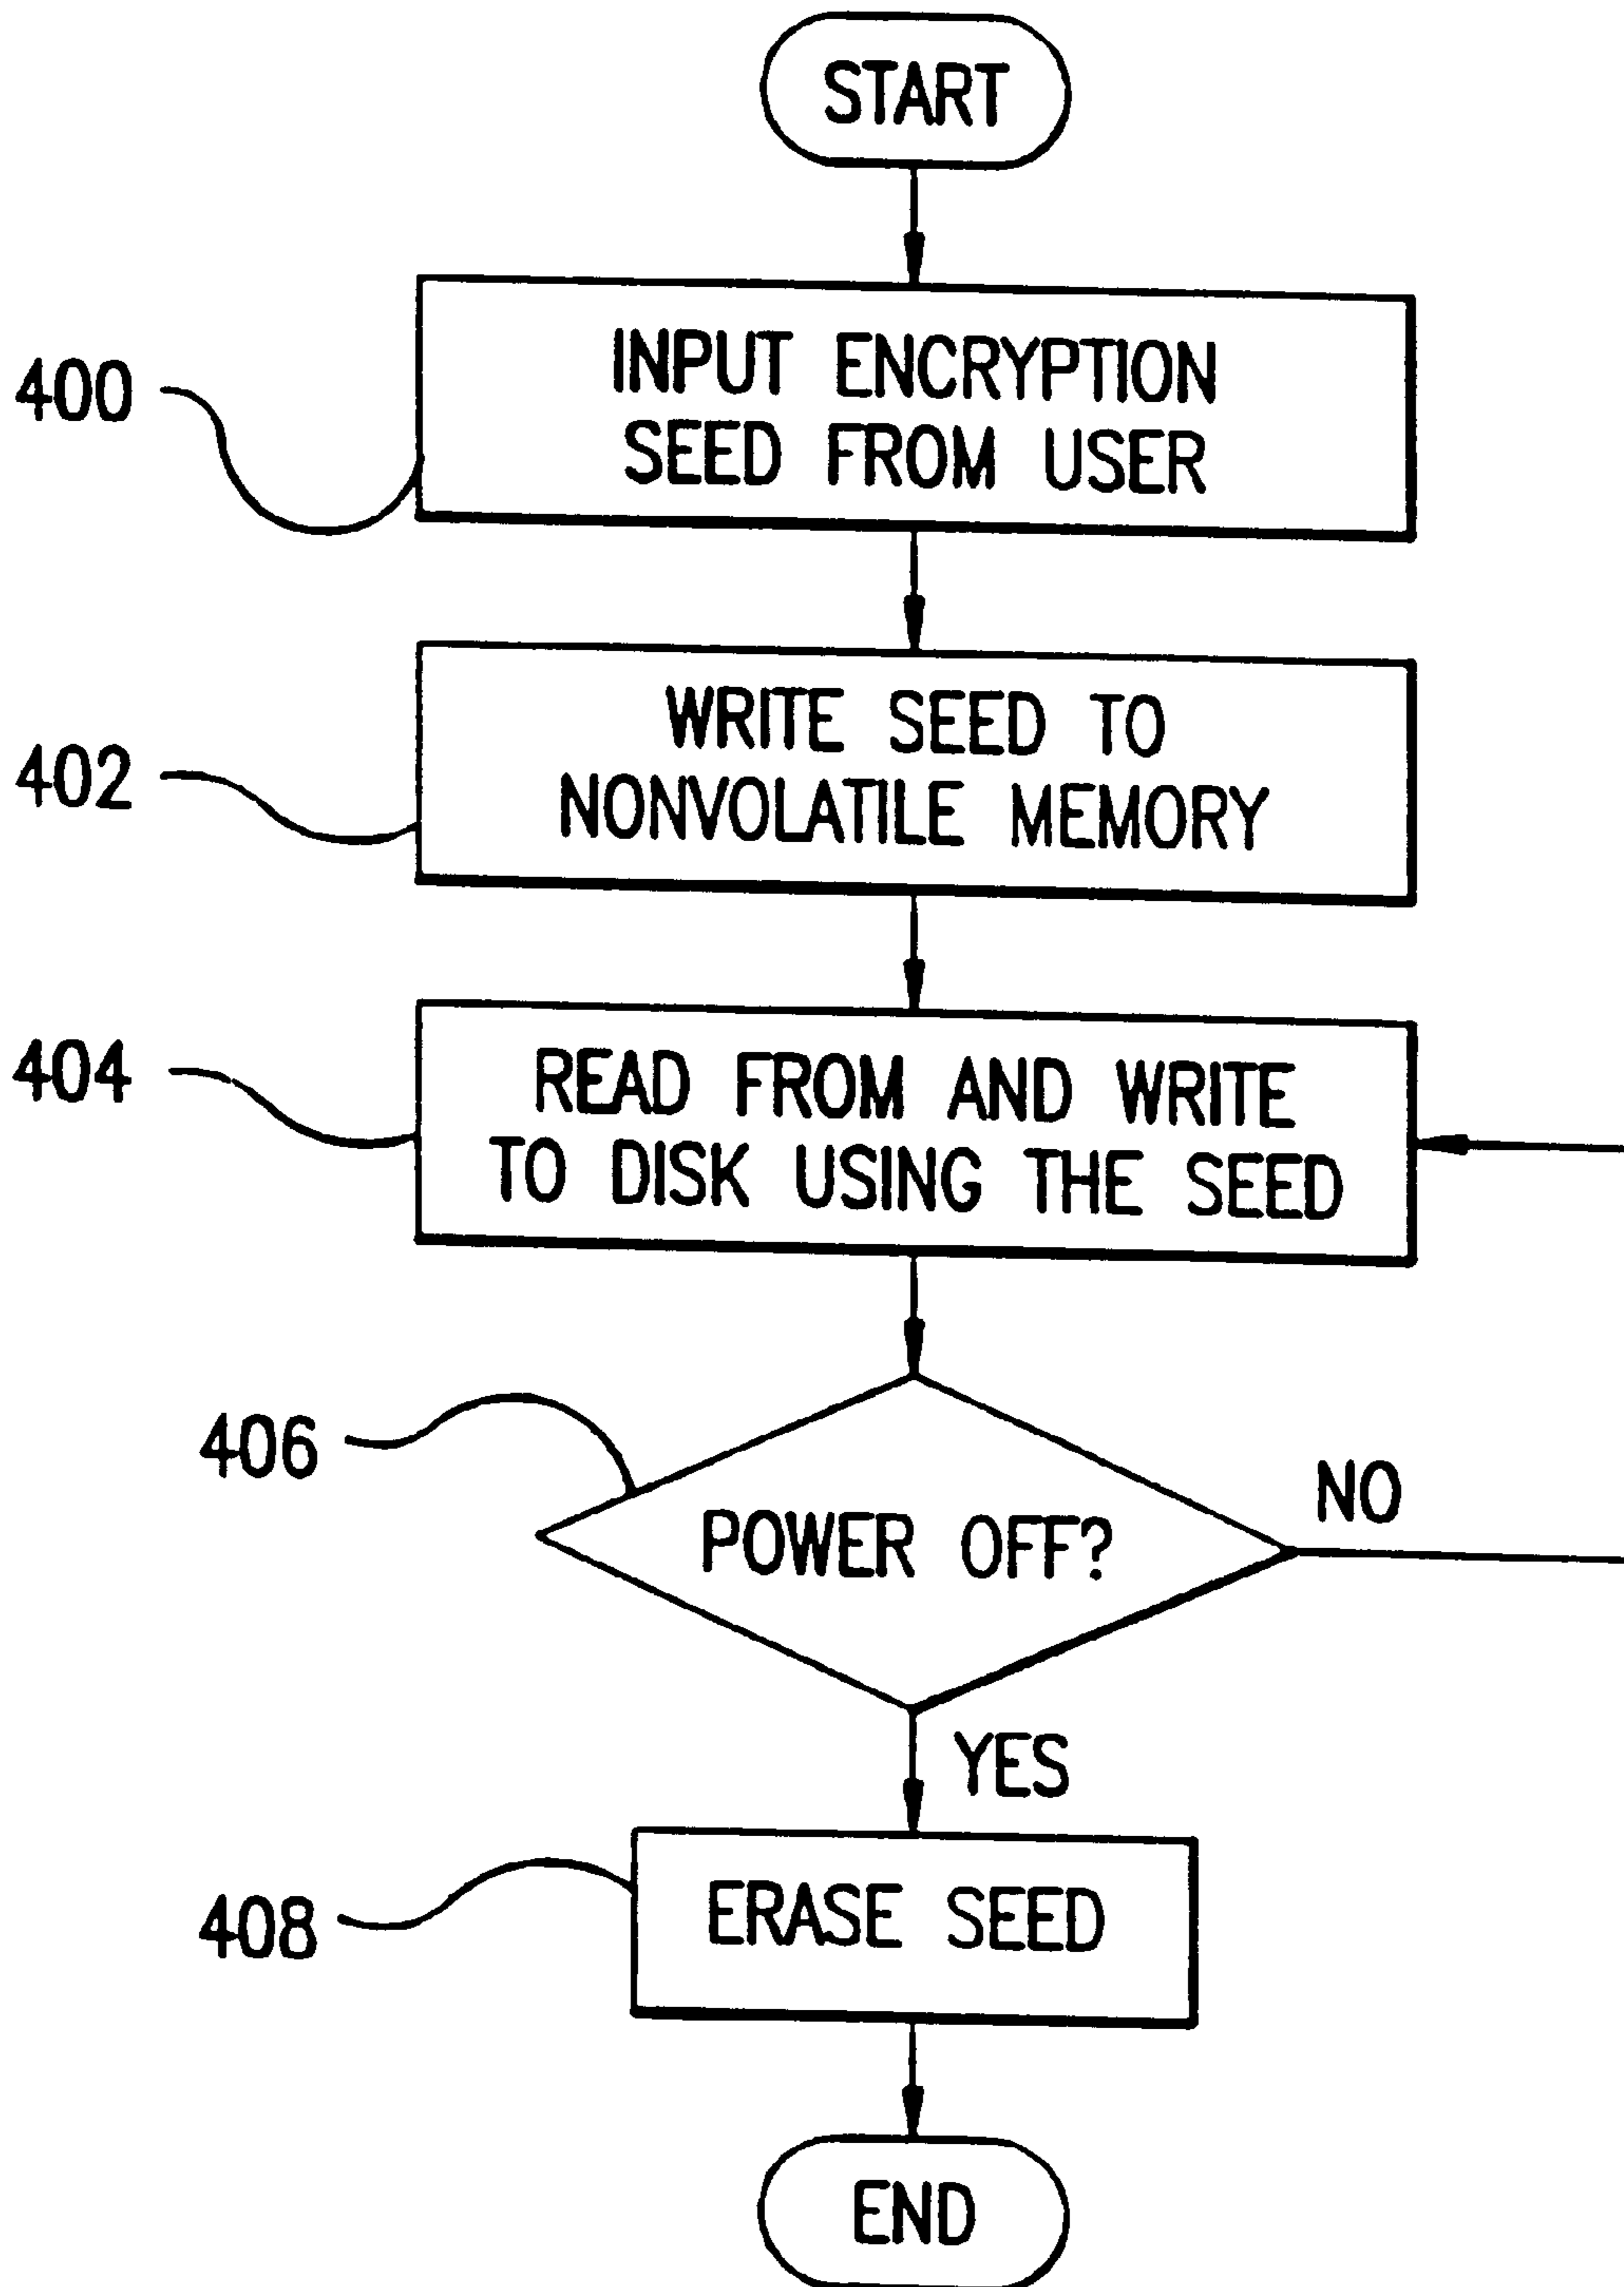 START
400
INPUT ENCRYPTION
SEED FROM USER
402
WRITE SEED TO
NONVOLATILE MEMORY
404
READ FROM AND WRITE
TO DISK USING THE SEED
406
POWER OFF?
NO
YES
408
ERASE SEED
END